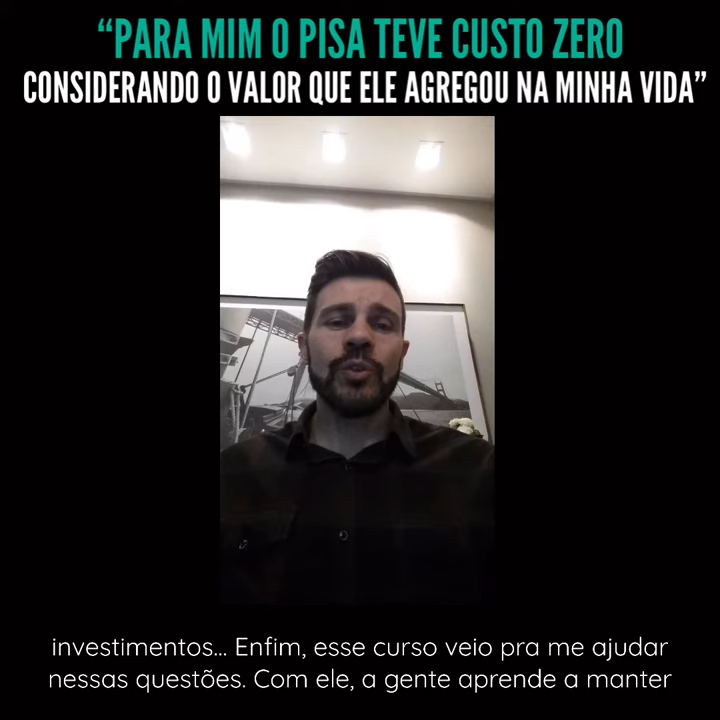 “PARA MIM O PISA TEVE CUSTO ZERO
CONSIDERANDO O VALOR QUE ELE AGREGOU NA MINHA VIDA”
investimentos... Enfim, esse curso veio pra me ajudar
nessas questões. Com ele, a gente aprende a manter